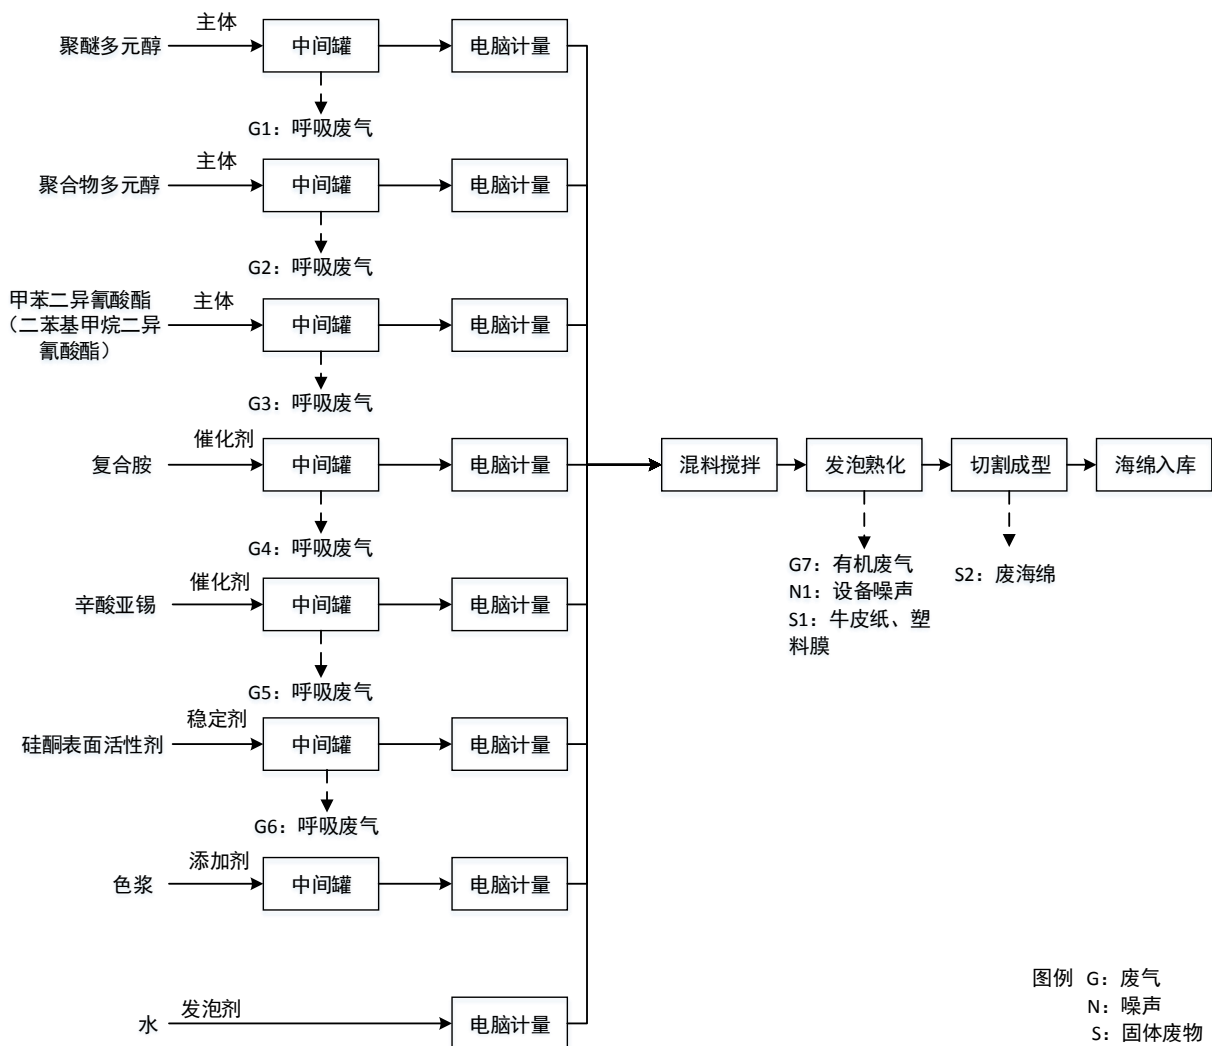 聚醚多元醇
主体
中间罐
电脑计量
G1：呼吸废气
聚合物多元醇
主体
中间罐
电脑计量
G2：呼吸废气
甲苯二异氰酸酯
（二苯基甲烷二异
氰酸酯）
主体
中间罐
电脑计量
G3：呼吸废气
复合胺
催化剂
中间罐
电脑计量
G4：呼吸废气
辛酸亚锡
催化剂
中间罐
电脑计量
G5：呼吸废气
硅酮表面活性剂
稳定剂
中间罐
电脑计量
G6：呼吸废气
色浆
添加剂
中间罐
电脑计量
水
发泡剂
电脑计量
混料搅拌
发泡熟化
切割成型
海绵入库
G7：有机废气
N1：设备噪声
S1：牛皮纸、塑
料膜
S2：废海绵
图例 G：废气
N：噪声
S：固体废物